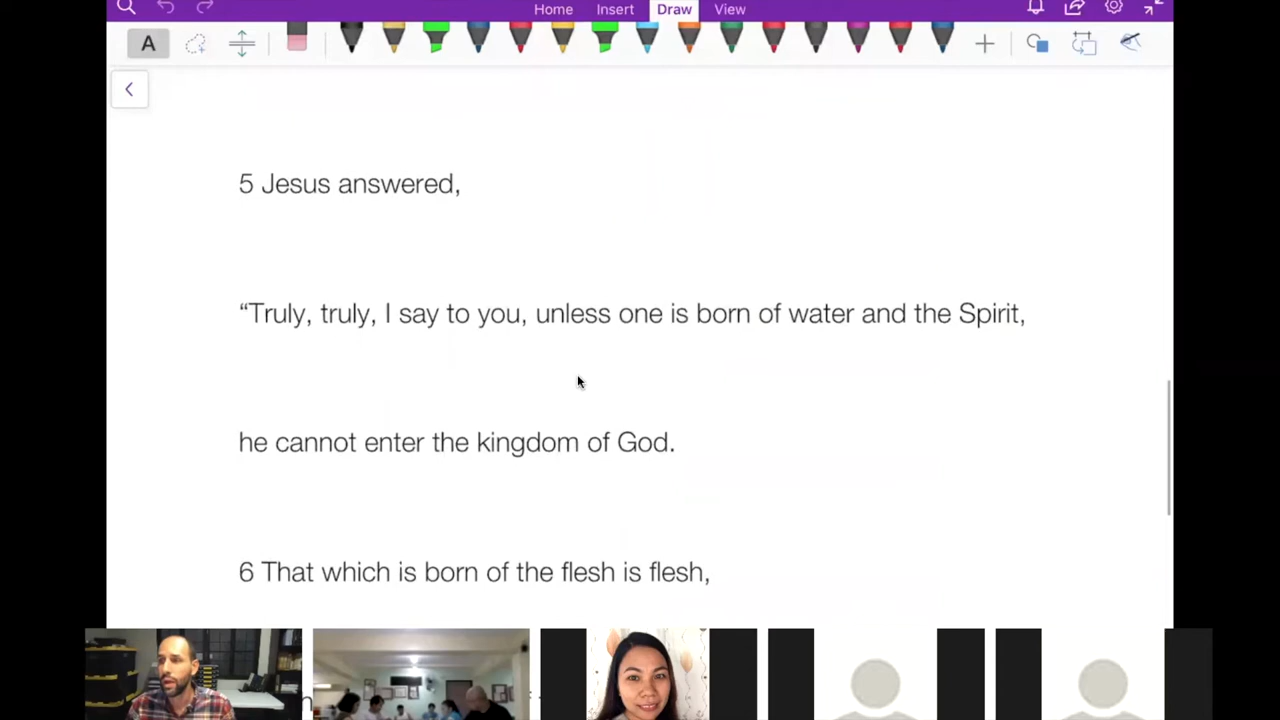 Home Insert Draw View
A
5 Jesus answered,
“Truly, truly, I say to you, unless one is born of water and the Spirit,
he cannot enter the kingdom of God.
6 That which is born of the flesh is flesh,